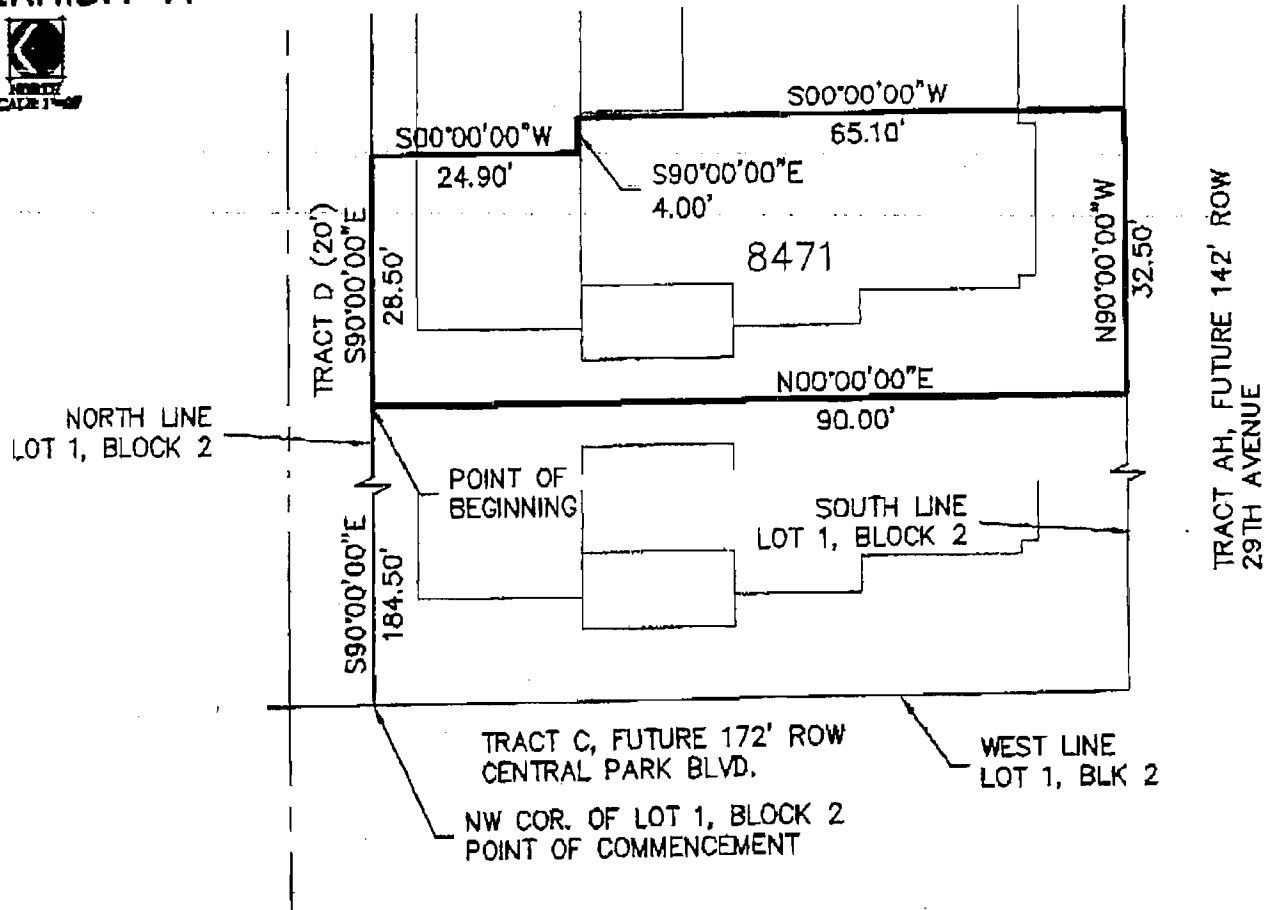 NORTH
S00°00'00"W
24.90'
S00°00'00"W
65.10'
S90°00'00"E
4.00'
8471
TRACT D (20')
S90°00'00"E
28.50'
N90°00'00"W
32.50'
TRACT AH, FUTURE 142' ROW
29TH AVENUE
N00°00'00"E
90.00'
NORTH LINE
LOT 1, BLOCK 2
POINT OF
BEGINNING
SOUTH LINE
LOT 1, BLOCK 2
S90°00'00"E
184.50'
TRACT C, FUTURE 172' ROW
CENTRAL PARK BLVD.
WEST LINE
LOT 1, BLK 2
NW COR. OF LOT 1, BLOCK 2
POINT OF COMMENCEMENT